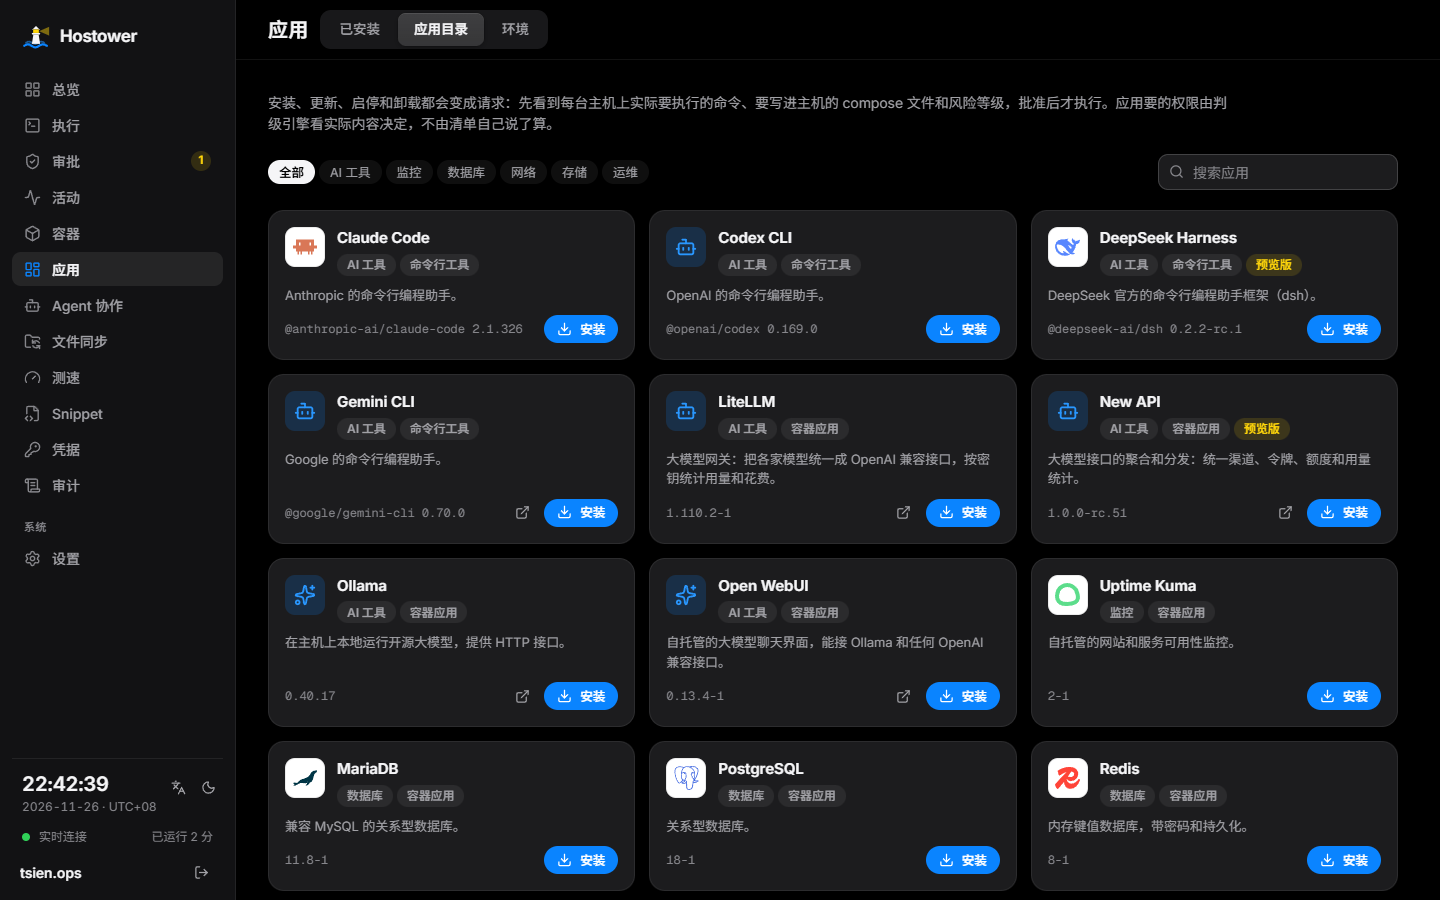 Hostower
总览
执行
审批
1
活动
容器
应用
Agent 协作
文件同步
测速
Snippet
凭据
审计
系统
设置
22:42:39
2026-11-26 · UTC+08
实时连接
已运行 2 分
tsien.ops
应用
已安装
应用目录
环境
安装、更新、启停和卸载都会变成请求：先看到每台主机上实际要执行的命令、要写进主机的 compose 文件和风险等级，批准后才执行。应用要的权限由判
级引擎看实际内容决定，不由清单自己说了算。
全部
AI 工具
监控
数据库
网络
存储
运维
搜索应用
Claude Code
AI 工具
命令行工具
Anthropic 的命令行编程助手。
@anthropic-ai/claude-code 2.1.326
安装
Codex CLI
AI 工具
命令行工具
OpenAI 的命令行编程助手。
@openai/codex 0.169.0
安装
DeepSeek Harness
AI 工具
命令行工具
预览版
DeepSeek 官方的命令行编程助手框架（dsh）。
@deepseek-ai/dsh 0.2.2-rc.1
安装
Gemini CLI
AI 工具
命令行工具
Google 的命令行编程助手。
@google/gemini-cli 0.70.0
安装
LiteLLM
AI 工具
容器应用
大模型网关：把各家模型统一成 OpenAI 兼容接口，按密
钥统计用量和花费。
1.110.2-1
安装
New API
AI 工具
容器应用
预览版
大模型接口的聚合和分发：统一渠道、令牌、额度和用量
统计。
1.0.0-rc.51
安装
Ollama
AI 工具
容器应用
在主机上本地运行开源大模型，提供 HTTP 接口。
0.40.17
安装
Open WebUI
AI 工具
容器应用
自托管的大模型聊天界面，能接 Ollama 和任何 OpenAI
兼容接口。
0.13.4-1
安装
Uptime Kuma
监控
容器应用
自托管的网站和服务可用性监控。
2-1
安装
MariaDB
数据库
容器应用
兼容 MySQL 的关系型数据库。
11.8-1
安装
PostgreSQL
数据库
容器应用
关系型数据库。
18-1
安装
Redis
数据库
容器应用
内存键值数据库，带密码和持久化。
8-1
安装